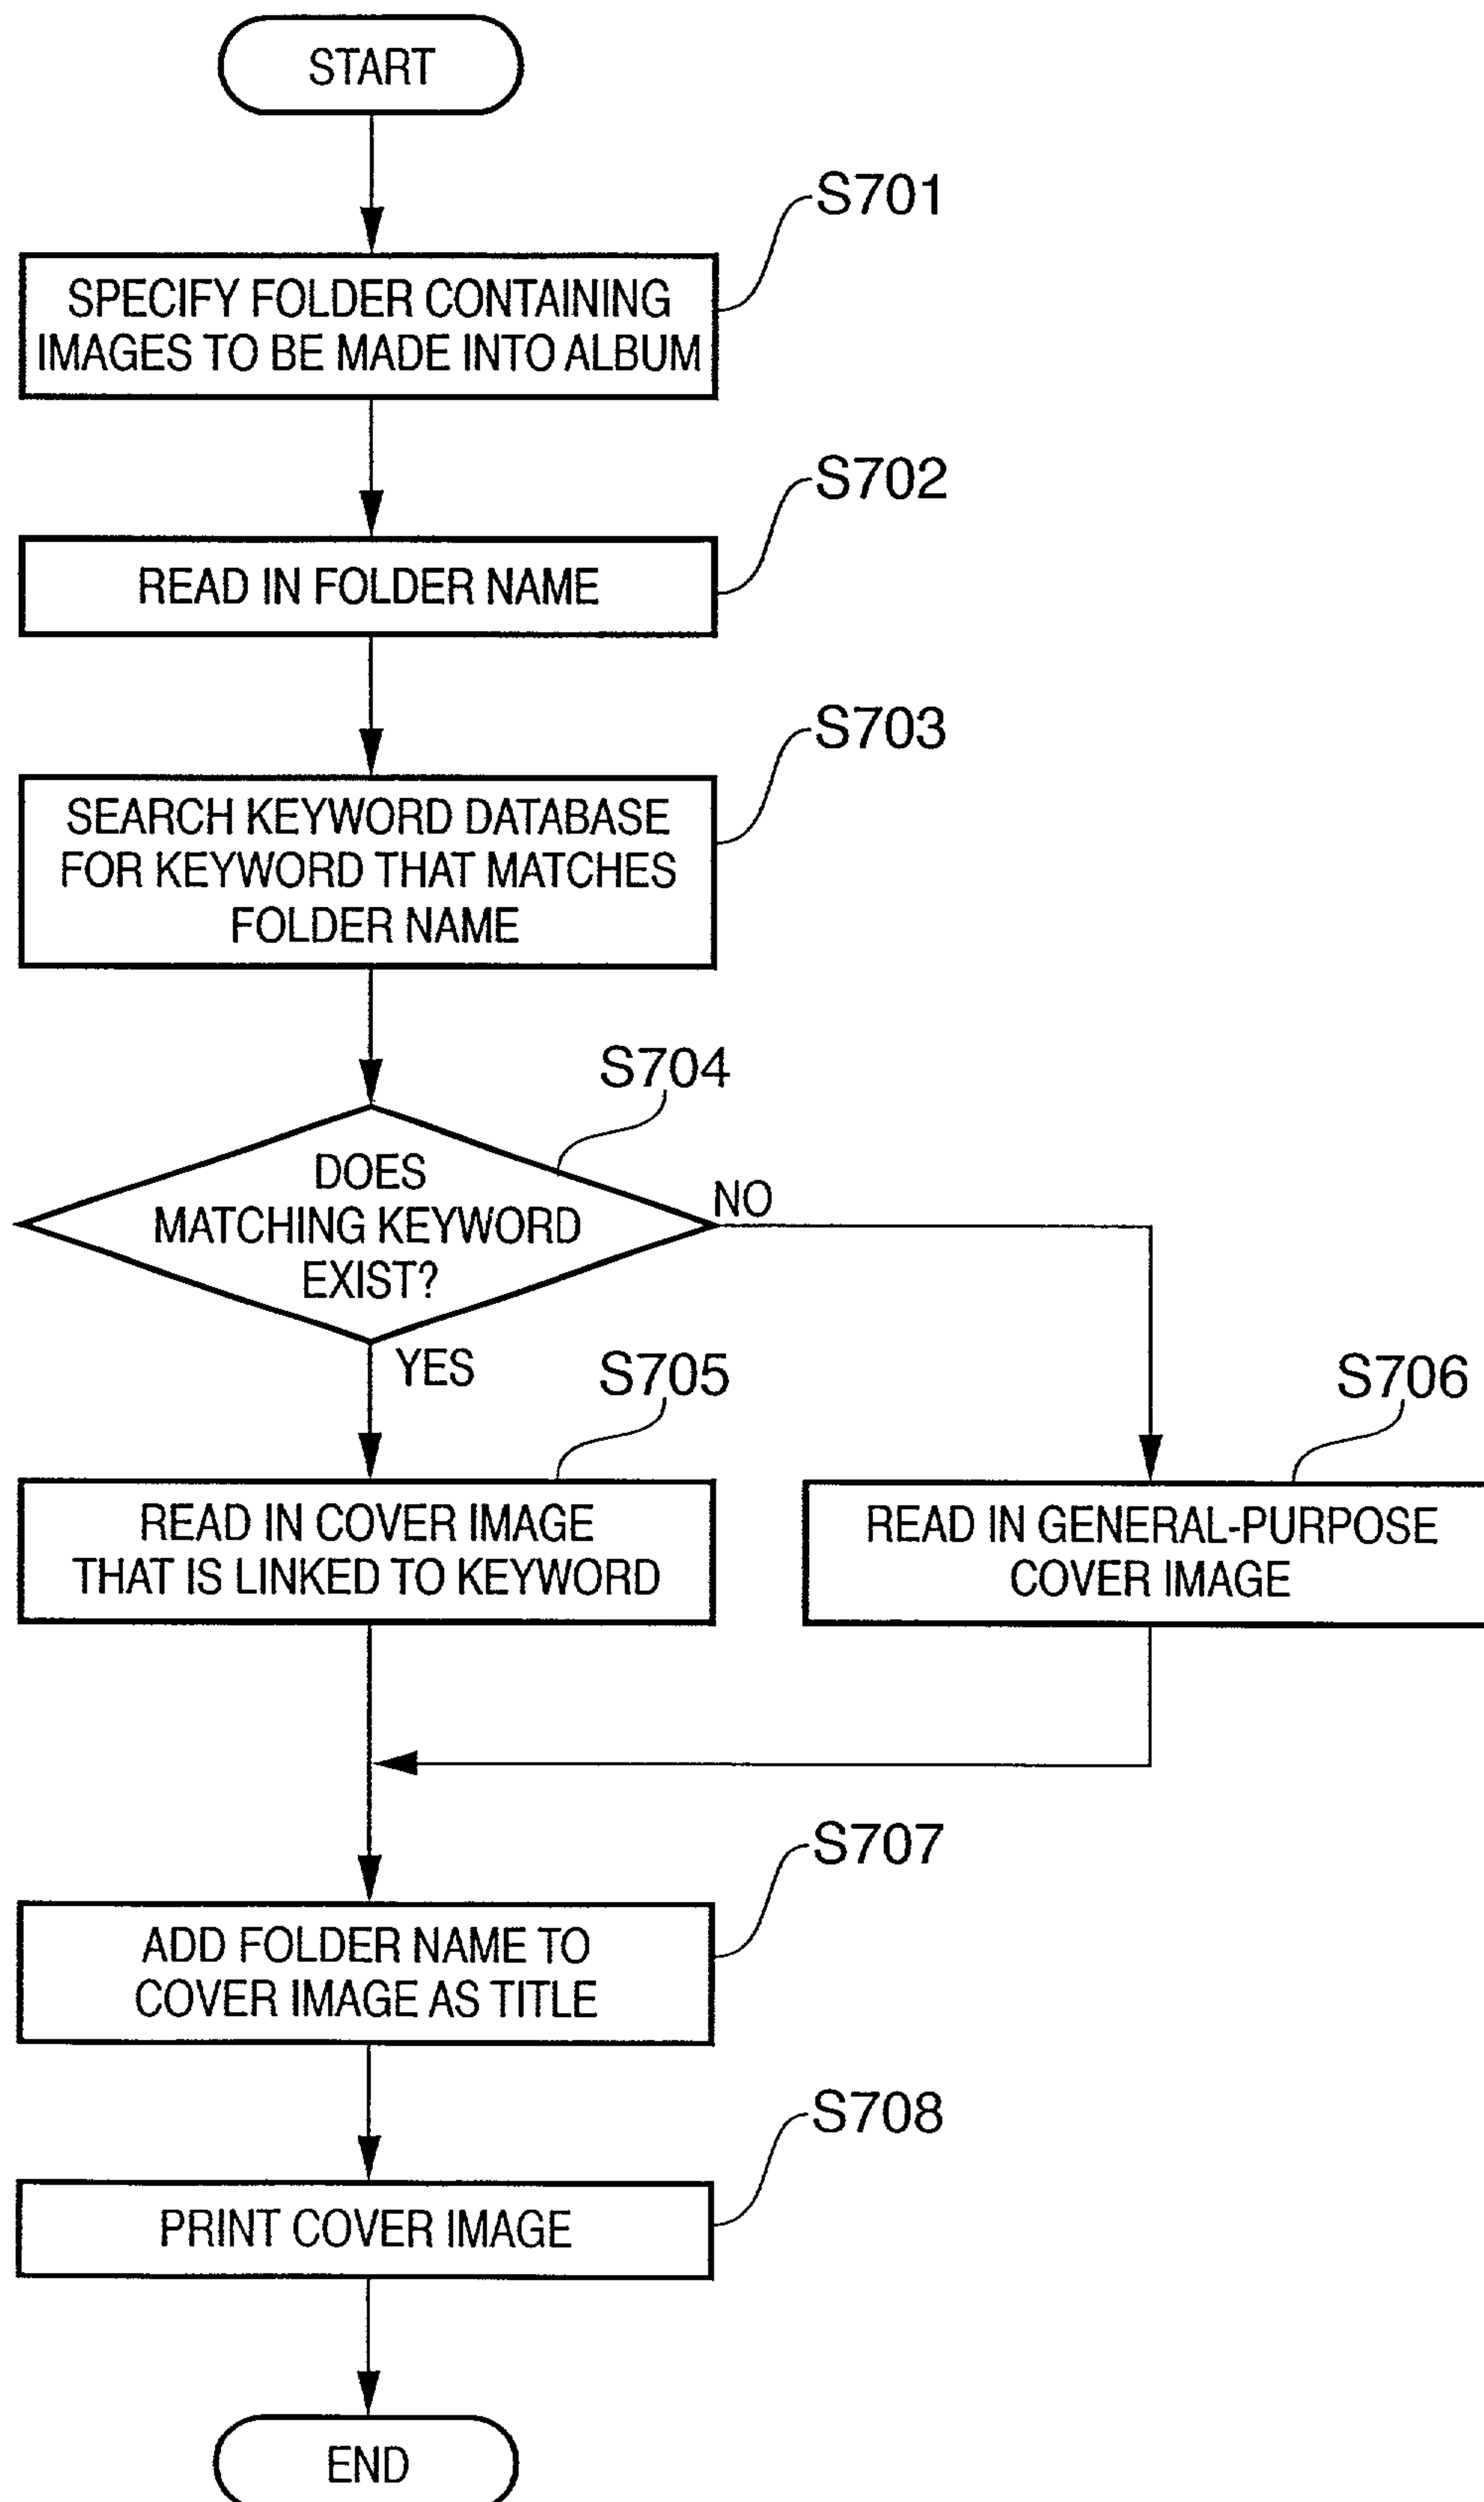 START
S701
SPECIFY FOLDER CONTAINING
IMAGES TO BE MADE INTO ALBUM
S702
READ IN FOLDER NAME
S703
SEARCH KEYWORD DATABASE
FOR KEYWORD THAT MATCHES
FOLDER NAME
S704
DOES
MATCHING KEYWORD
EXIST?
NO
YES
S705
S706
READ IN COVER IMAGE
THAT IS LINKED TO KEYWORD
READ IN GENERAL-PURPOSE
COVER IMAGE
S707
ADD FOLDER NAME TO
COVER IMAGE AS TITLE
S708
PRINT COVER IMAGE
END